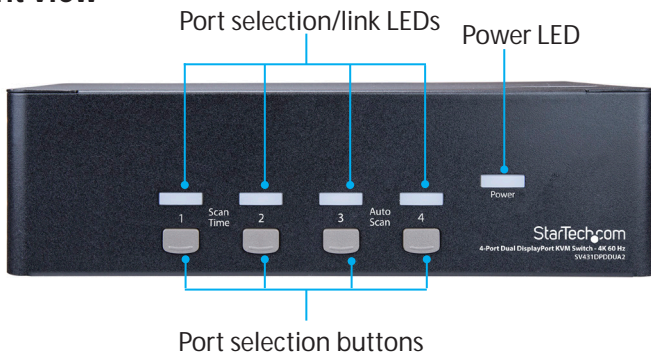 Port selection/link LEDs
Power LED
Power
1 Scan Time 2 3 Auto Scan 4
StarTech.com
4-Port Dual DisplayPort KVM Switch - 4K 60 Hz
SV431DPDDUA2
Port selection buttons